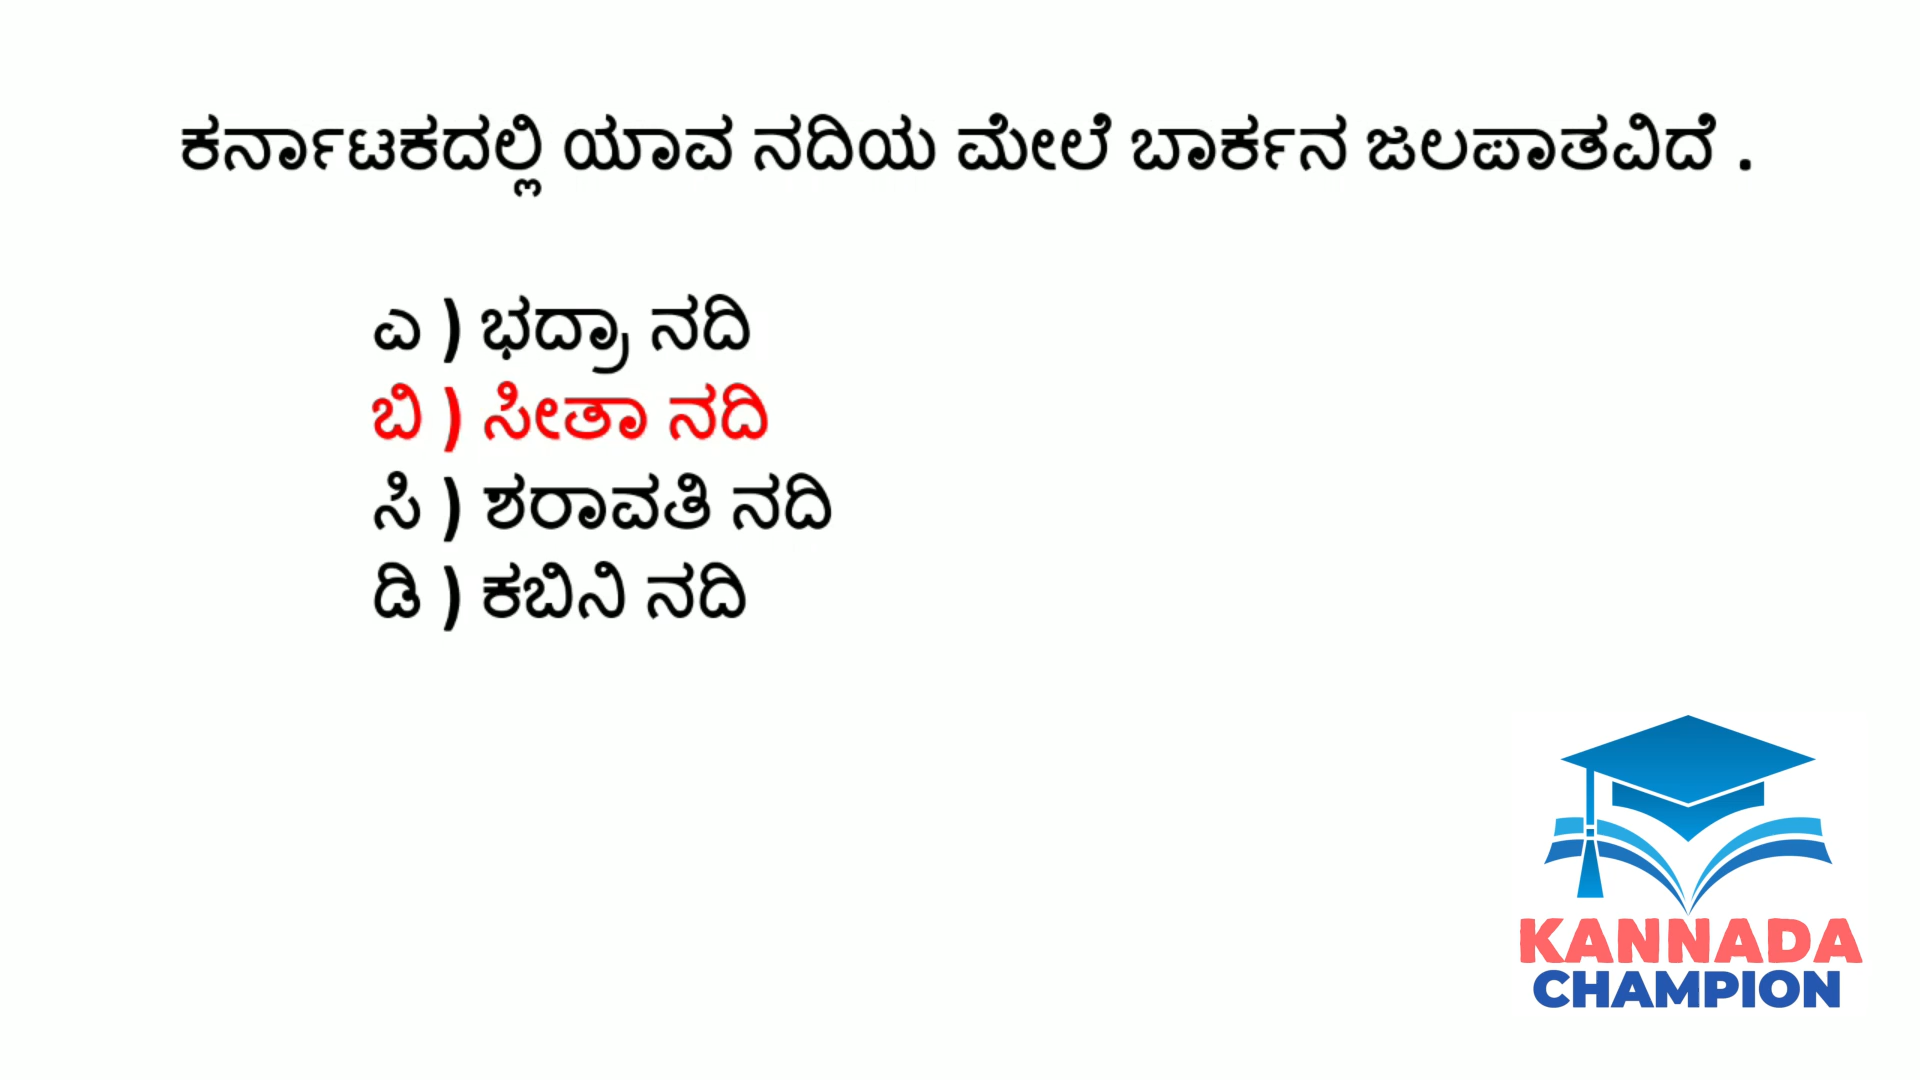 ಕರ್ನಾಟಕದಲ್ಲಿ ಯಾವ ನದಿಯ ಮೇಲೆ ಬಾರ್ಕನ ಜಲಪಾತವಿದೆ .
ಎ ) ಭದ್ರಾ ನದಿ
ಬಿ ) ಸೀತಾ ನದಿ
ಸಿ ) ಶರಾವತಿ ನದಿ
ಡಿ ) ಕಬಿನಿ ನದಿ
KANNADA
CHAMPION